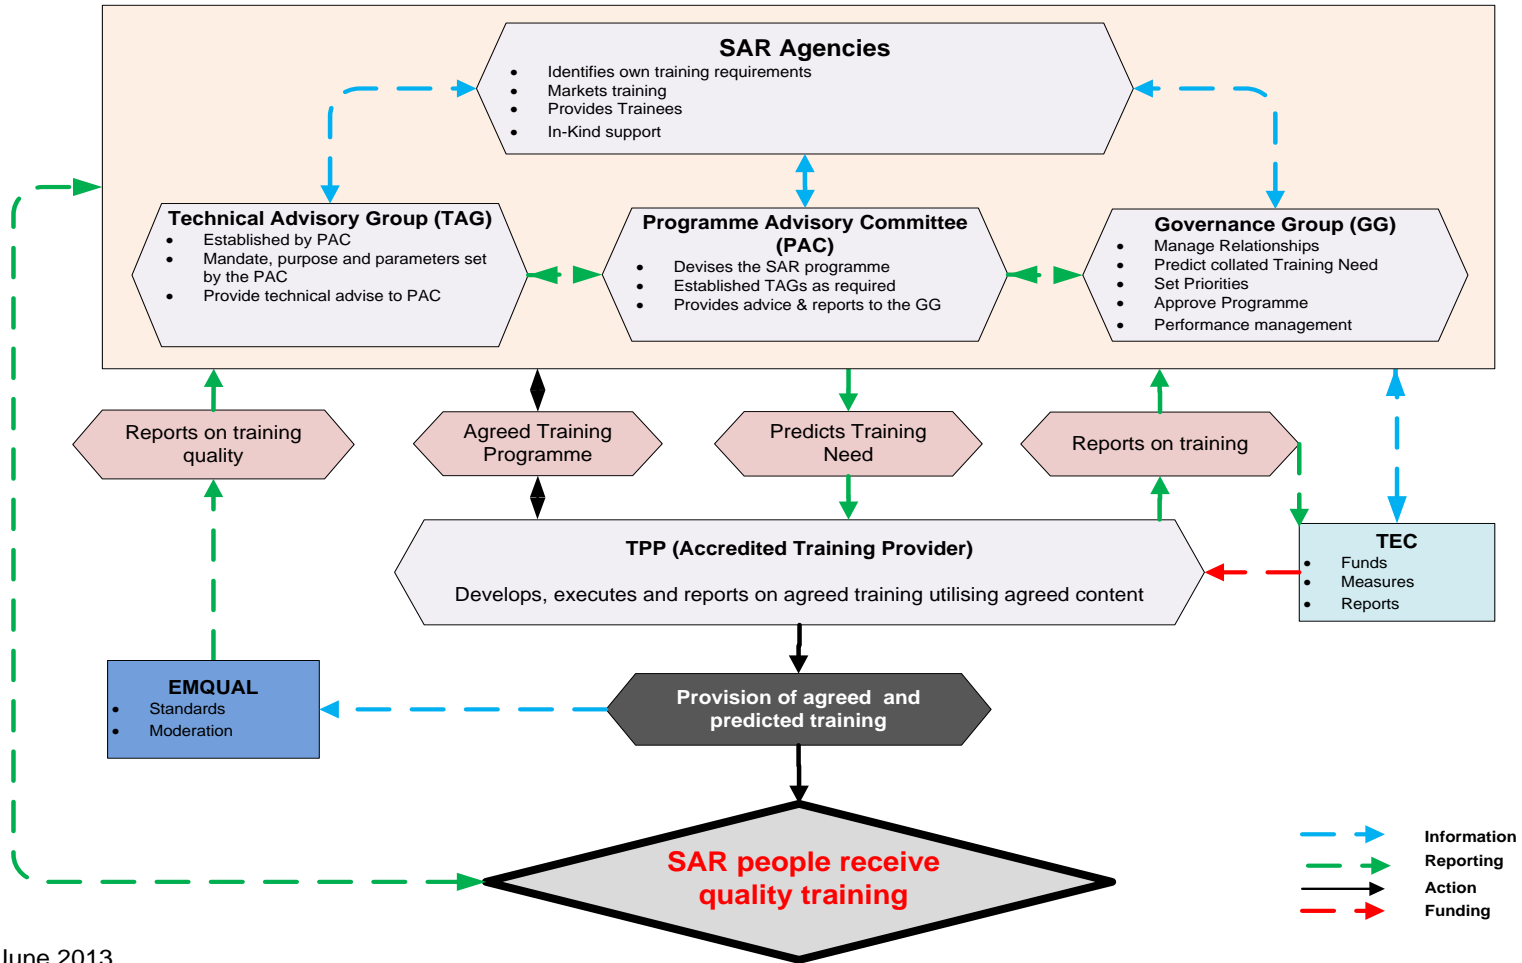 SAR Agencies
• Identifies own training requirements
• Markets training
• Provides Trainees
• In-Kind support
Technical Advisory Group (TAG)
• Established by PAC
• Mandate, purpose and parameters set
by the PAC
• Provide technical advise to PAC
Programme Advisory Committee
(PAC)
• Devises the SAR programme
• Established TAGs as required
• Provides advice & reports to the GG
Governance Group (GG)
• Manage Relationships
• Predict collated Training Need
• Set Priorities
• Approve Programme
• Performance management
Reports on training
quality
Agreed Training
Programme
Predicts Training
Need
Reports on training
TPP (Accredited Training Provider)
Develops, executes and reports on agreed training utilising agreed content
TEC
• Funds
• Measures
• Reports
EMQUAL
• Standards
• Moderation
Provision of agreed and
predicted training
SAR people receive
quality training
Information
Reporting
Action
Funding
June 2013